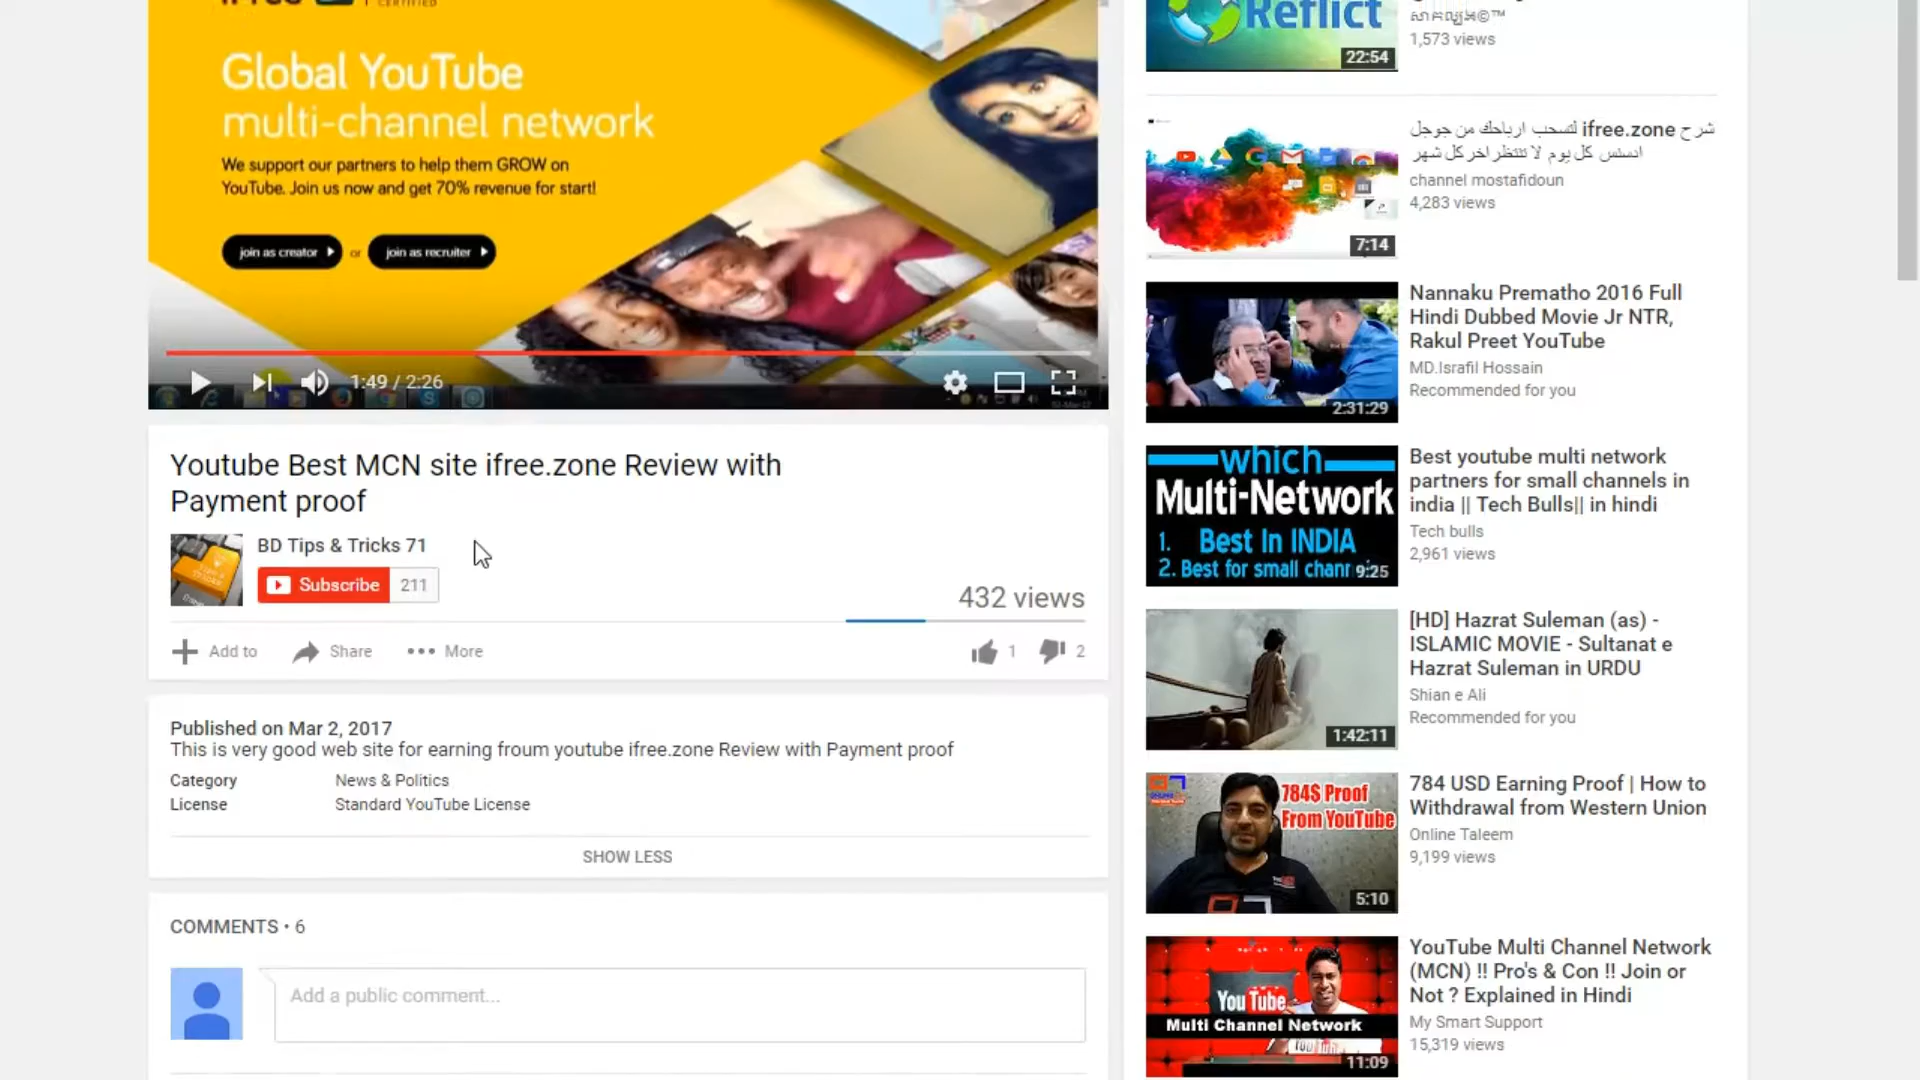 CERTIFIED
Global YouTube
multi-channel network
We support our partners to help them GROW on
YouTube. Join us now and get 70% revenue for start!
join as creator
or
join as recruiter
1:49 / 2:26
Youtube Best MCN site ifree.zone Review with
Payment proof
BD Tips & Tricks 71
Subscribe 211
432 views
Add to
Share
More
1
2
Published on Mar 2, 2017
This is very good web site for earning froum youtube ifree.zone Review with Payment proof
Category News & Politics
License Standard YouTube License
SHOW LESS
COMMENTS • 6
Add a public comment...
Reflict
22:54
1,573 views
7:14
شرح ifree.zone لتسحب ارباحك من جوجل
ادسنس كل يوم لا تنتظر اخر كل شهر
channel mostafidoun
4,283 views
2:31:29
Nannaku Prematho 2016 Full
Hindi Dubbed Movie Jr NTR,
Rakul Preet YouTube
MD.Israfil Hossain
Recommended for you
which
Multi-Network
1. Best In INDIA
2. Best for small chann
9:25
Best youtube multi network
partners for small channels in
india || Tech Bulls|| in hindi
Tech bulls
2,961 views
1:42:11
[HD] Hazrat Suleman (as) -
ISLAMIC MOVIE - Sultanat e
Hazrat Suleman in URDU
Shian e Ali
Recommended for you
784$ Proof
From YouTube
5:10
784 USD Earning Proof | How to
Withdrawal from Western Union
Online Taleem
9,199 views
You Tube
Multi Channel Network
11:09
YouTube Multi Channel Network
(MCN) !! Pro's & Con !! Join or
Not ? Explained in Hindi
My Smart Support
15,319 views